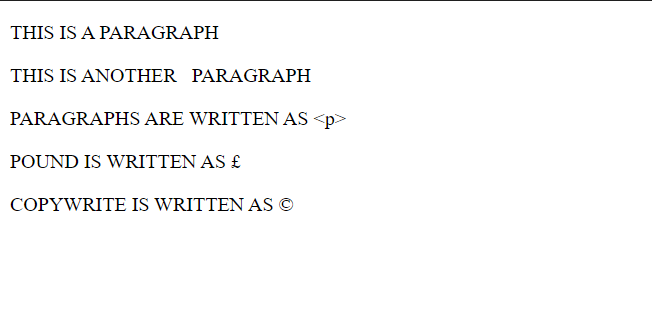 THIS IS A PARAGRAPH
THIS IS ANOTHER   PARAGRAPH
PARAGRAPHS ARE WRITTEN AS <p>
POUND IS WRITTEN AS £
COPYWRITE IS WRITTEN AS ©